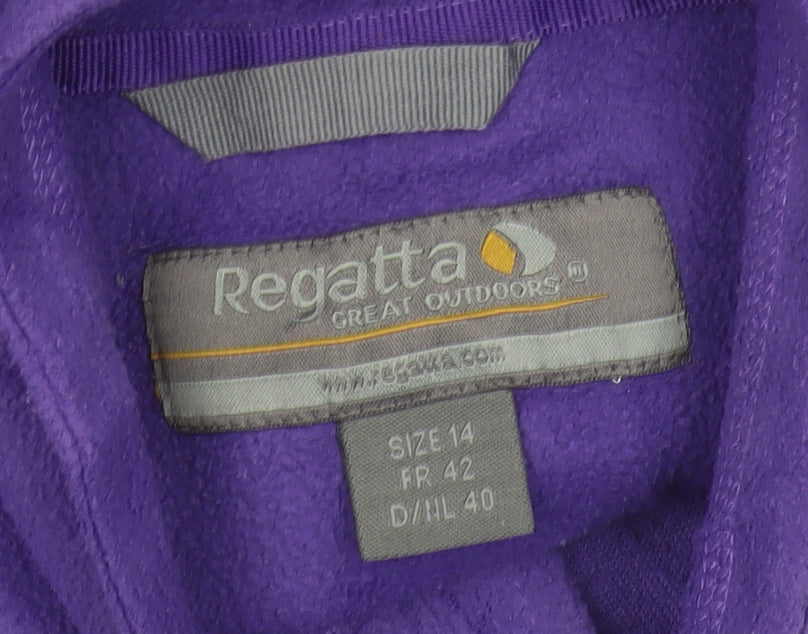 Regatta
GREAT OUTDOORS
www.regatta.com
SIZE 14
FR 42
D/NL 40